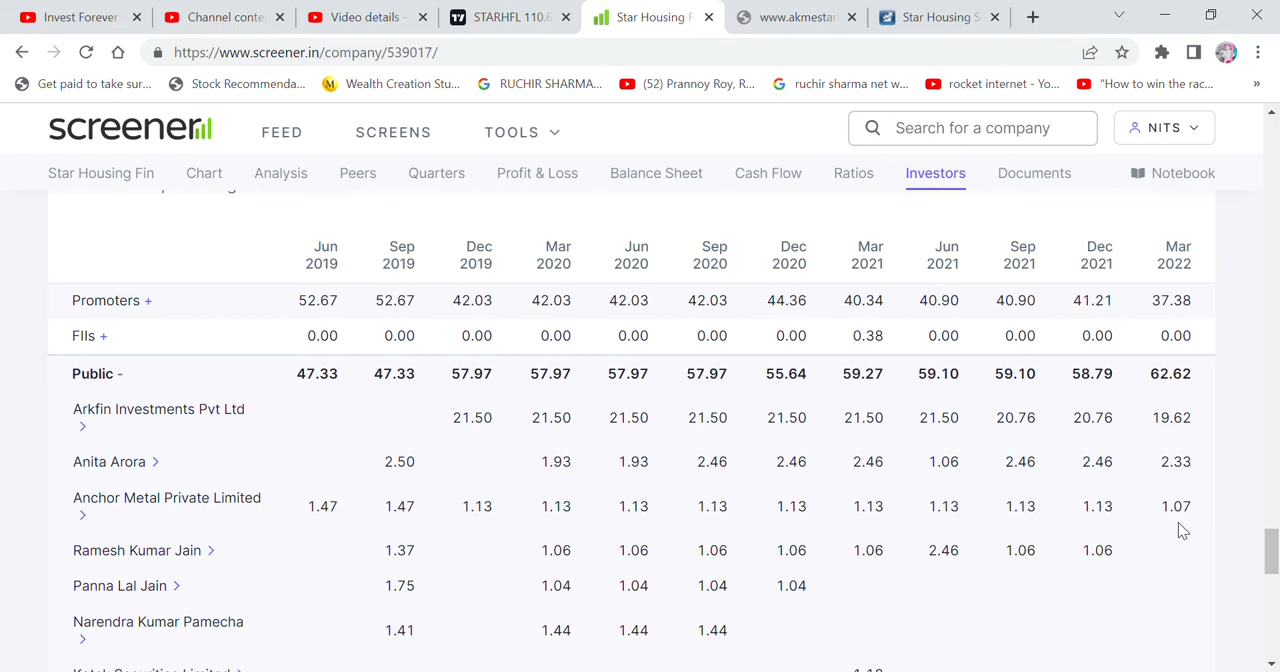 Invest Forever
Channel conte
Video details -
STARHFL 110.6
Star Housing F
www.akmestar
Star Housing S
https://www.screener.in/company/539017/
Get paid to take sur...
Stock Recommenda...
M Wealth Creation Stu...
RUCHIR SHARMA...
(52) Prannoy Roy, R...
ruchir sharma net w...
rocket internet - Yo...
"How to win the rac...
»
screener
FEED
SCREENS
TOOLS
Search for a company
NITS
Star Housing Fin
Chart
Analysis
Peers
Quarters
Profit & Loss
Balance Sheet
Cash Flow
Ratios
Investors
Documents
Notebook
Jun 2019 Sep 2019 Dec 2019 Mar 2020 Jun 2020 Sep 2020 Dec 2020 Mar 2021 Jun 2021 Sep 2021 Dec 2021 Mar 2022
Promoters + 52.67 52.67 42.03 42.03 42.03 42.03 44.36 40.34 40.90 40.90 41.21 37.38
FIIs + 0.00 0.00 0.00 0.00 0.00 0.00 0.00 0.38 0.00 0.00 0.00 0.00
Public - 47.33 47.33 57.97 57.97 57.97 57.97 55.64 59.27 59.10 59.10 58.79 62.62
Arkfin Investments Pvt Ltd 21.50 21.50 21.50 21.50 21.50 21.50 21.50 20.76 20.76 19.62
Anita Arora 2.50 1.93 1.93 2.46 2.46 2.46 1.06 2.46 2.46 2.33
Anchor Metal Private Limited 1.47 1.47 1.13 1.13 1.13 1.13 1.13 1.13 1.13 1.13 1.13 1.07
Ramesh Kumar Jain 1.37 1.06 1.06 1.06 1.06 1.06 2.46 1.06 1.06
Panna Lal Jain 1.75 1.04 1.04 1.04 1.04
Narendra Kumar Pamecha 1.41 1.44 1.44 1.44